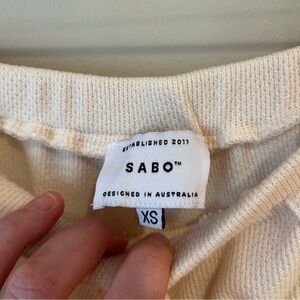 ESTABLISHED 2011
SABO™
DESIGNED IN AUSTRALIA
XS